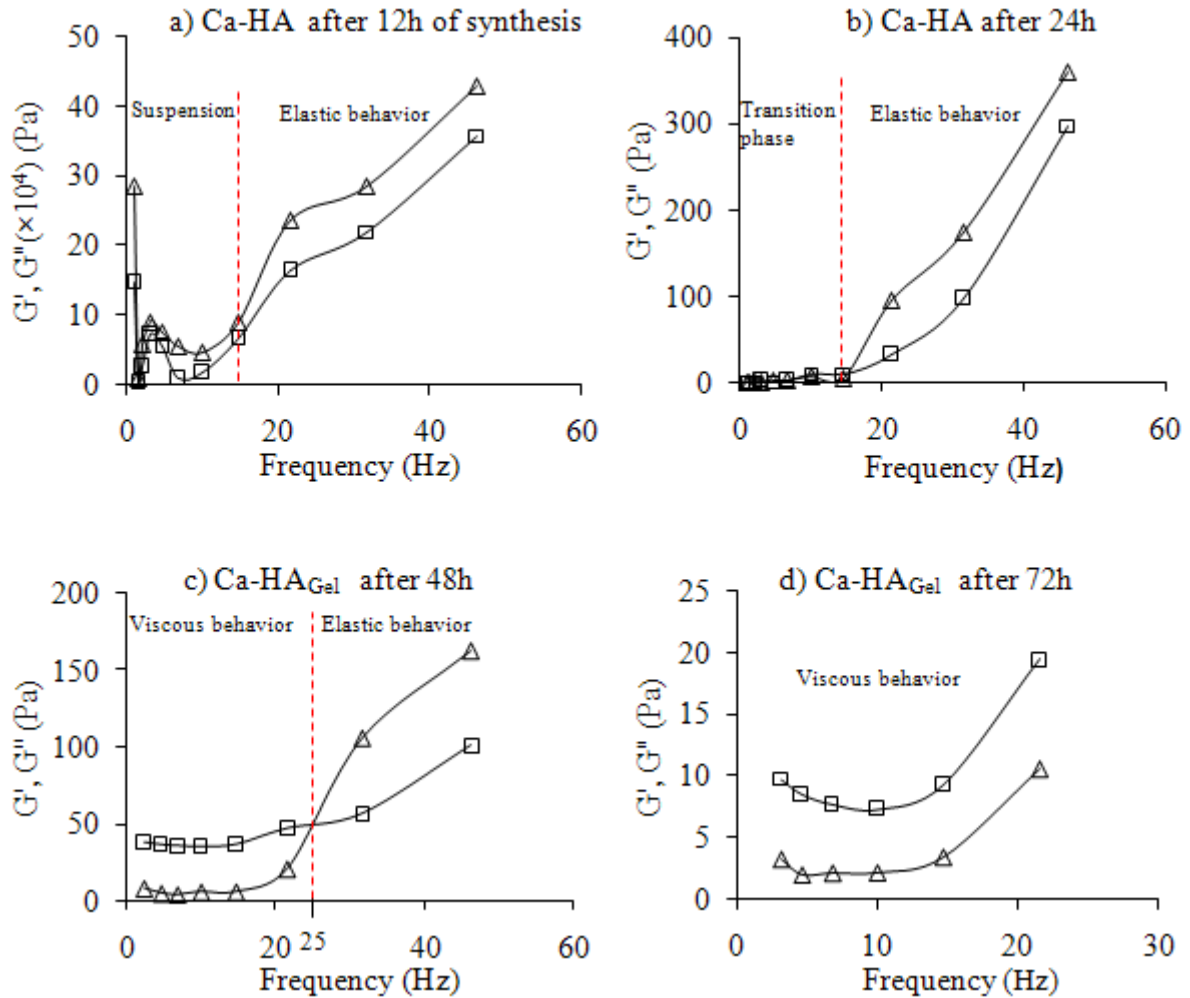 a) Ca-HA after 12h of synthesis
50
40
30
20
10
0
G', G''(×10⁴) (Pa)
Suspension
Elastic behavior
0 20 40 60
Frequency (Hz)
b) Ca-HA after 24h
400
300
200
100
0
G', G'' (Pa)
Transition
phase
Elastic behavior
0 20 40 60
Frequency (Hz)
c) Ca-HA_Gel after 48h
200
150
100
50
0
G', G'' (Pa)
Viscous behavior
Elastic behavior
0 20 25 40 60
Frequency (Hz)
d) Ca-HA_Gel after 72h
25
20
15
10
5
0
G', G'' (Pa)
Viscous behavior
0 10 20 30
Frequency (Hz)